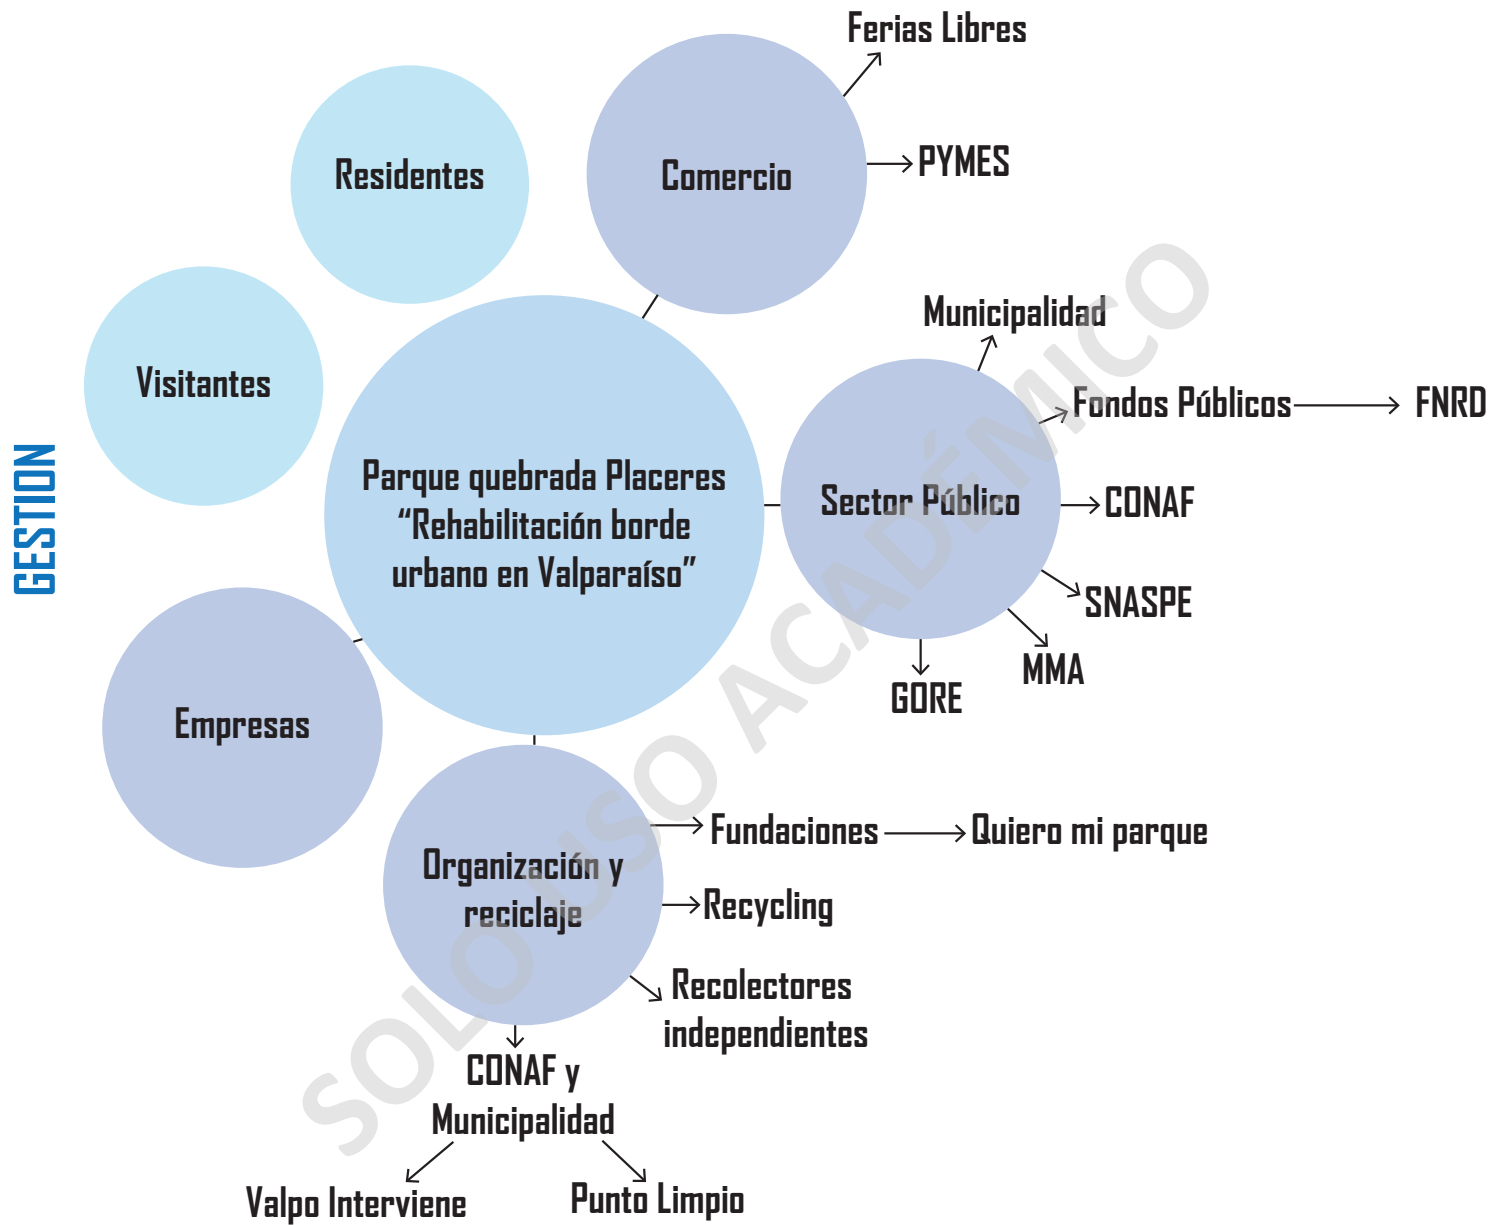 GESTION
Ferias Libres
Residentes
Comercio
PYMES
Visitantes
Municipalidad
Fondos Públicos
FNRD
Parque quebrada Placeres
“Rehabilitación borde
urbano en Valparaíso”
Sector Público
CONAF
SNASPE
MMA
GORE
Empresas
Organización y
reciclaje
Fundaciones
Quiero mi parque
Recycling
Recolectores
independientes
CONAF y
Municipalidad
Valpo Interviene
Punto Limpio
SOLO USO ACADÉMICO